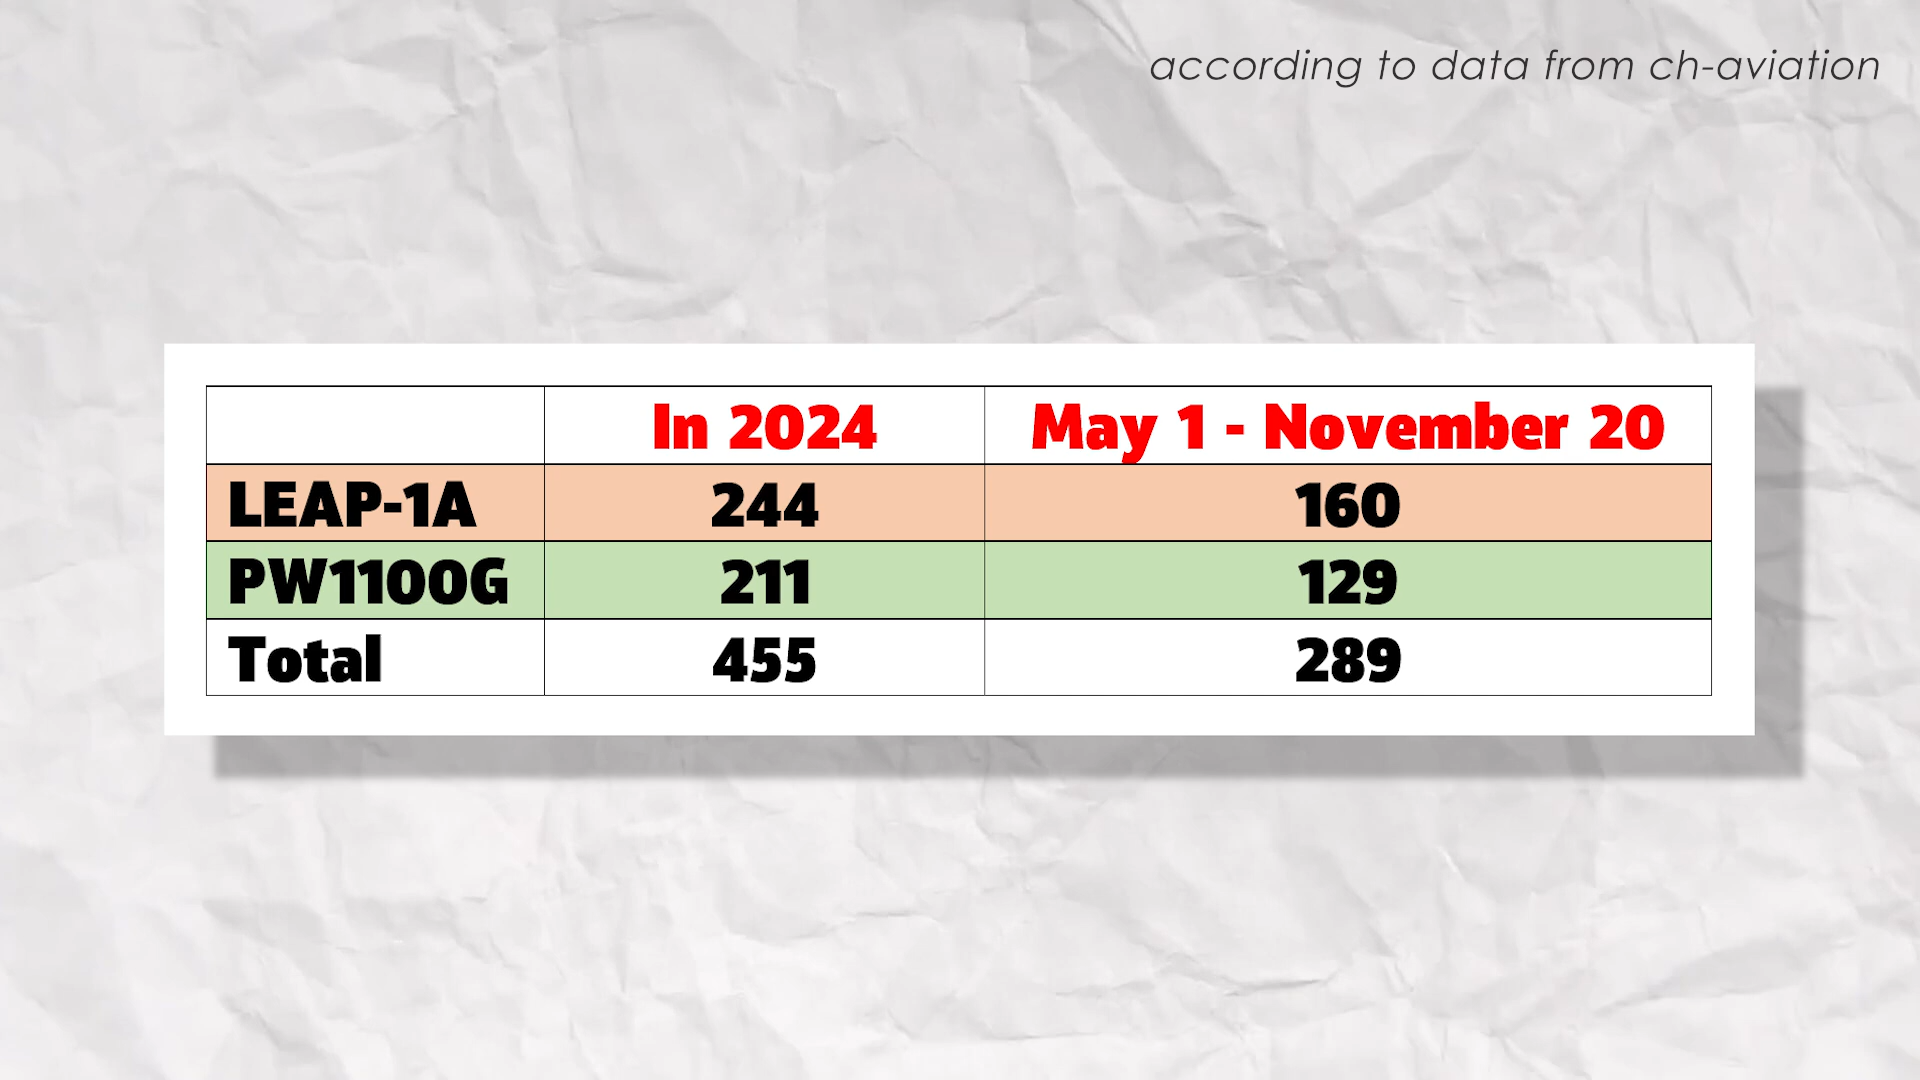 according to data from ch-aviation
In 2024 May 1 - November 20
LEAP-1A 244 160
PW1100G 211 129
Total 455 289